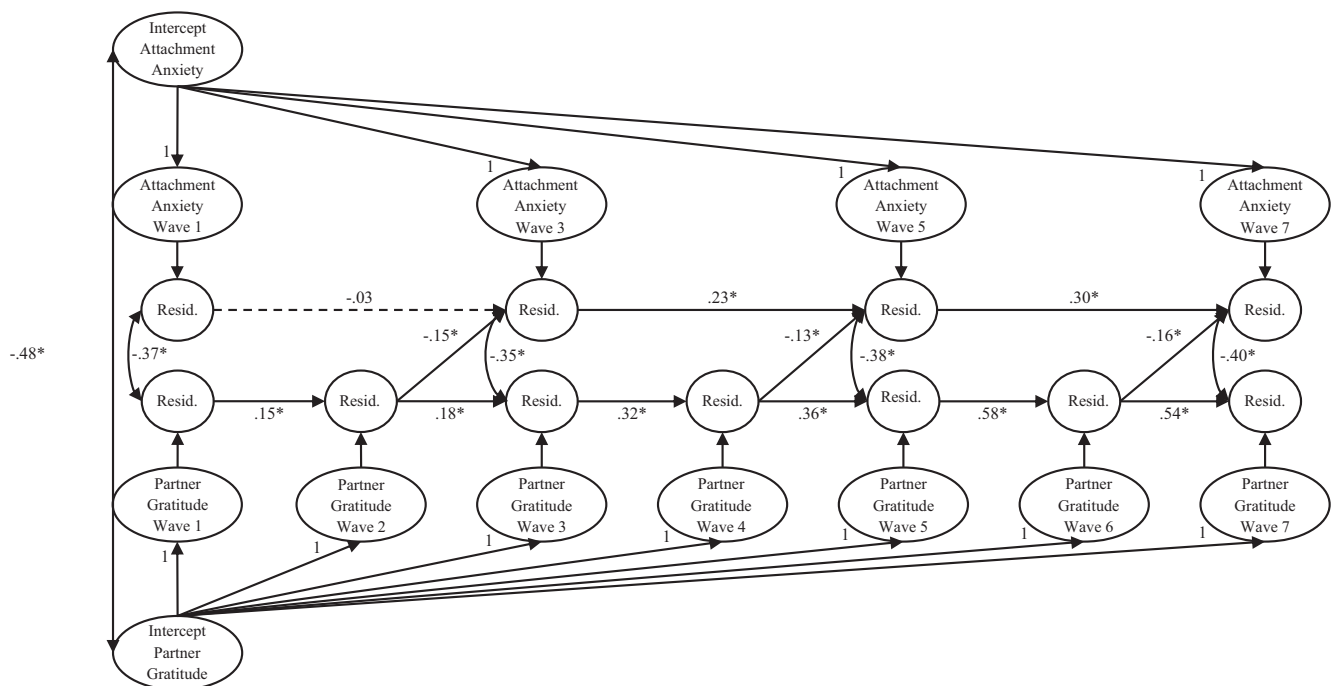 Intercept
Attachment
Anxiety
1
1
1
1
Attachment
Anxiety
Wave 1
Attachment
Anxiety
Wave 3
Attachment
Anxiety
Wave 5
Attachment
Anxiety
Wave 7
Resid.
-.03
Resid.
.23*
Resid.
.30*
Resid.
-.48*
-.37*
-.15*
-.35*
-.13*
-.38*
-.16*
-.40*
Resid.
.15*
Resid.
.18*
Resid.
.32*
Resid.
.36*
Resid.
.58*
Resid.
.54*
Resid.
Partner
Gratitude
Wave 1
Partner
Gratitude
Wave 2
Partner
Gratitude
Wave 3
Partner
Gratitude
Wave 4
Partner
Gratitude
Wave 5
Partner
Gratitude
Wave 6
Partner
Gratitude
Wave 7
1
1
1
1
1
1
1
Intercept
Partner
Gratitude